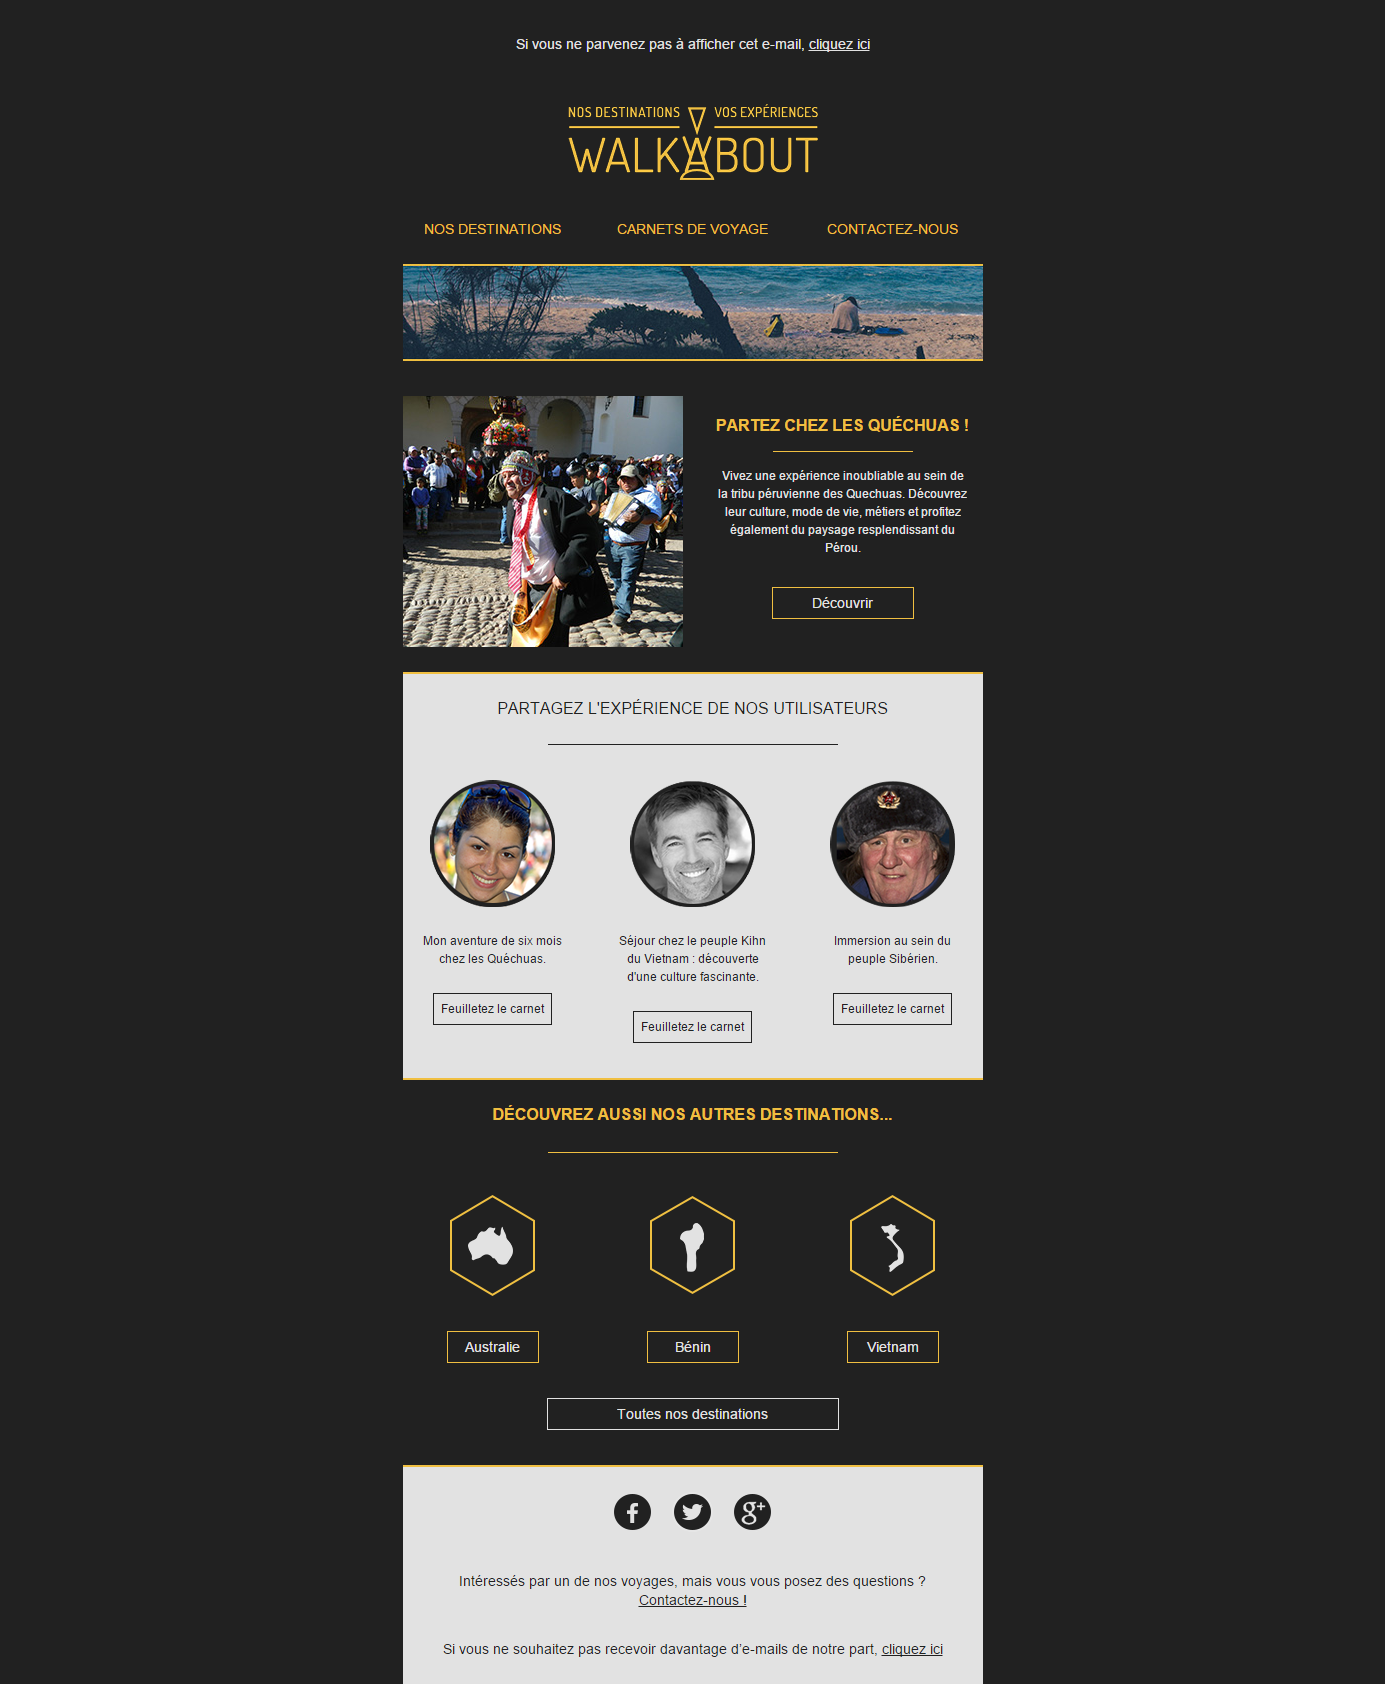 Si vous ne parvenez pas à afficher cet e-mail, cliquez ici
NOS DESTINATIONS VOS EXPÉRIENCES
WALKABOUT
NOS DESTINATIONS CARNETS DE VOYAGE CONTACTEZ-NOUS
PARTEZ CHEZ LES QUÉCHUAS !
Vivez une expérience inoubliable au sein de
la tribu péruvienne des Quechuas. Découvrez
leur culture, mode de vie, métiers et profitez
également du paysage resplendissant du
Pérou.
Découvrir
PARTAGEZ L'EXPÉRIENCE DE NOS UTILISATEURS
Mon aventure de six mois
chez les Quéchuas.
Feuilletez le carnet
Séjour chez le peuple Kihn
du Vietnam : découverte
d'une culture fascinante.
Feuilletez le carnet
Immersion au sein du
peuple Sibérien.
Feuilletez le carnet
DÉCOUVREZ AUSSI NOS AUTRES DESTINATIONS...
Australie
Bénin
Vietnam
Toutes nos destinations
Intéressés par un de nos voyages, mais vous vous posez des questions ?
Contactez-nous !
Si vous ne souhaitez pas recevoir davantage d'e-mails de notre part, cliquez ici